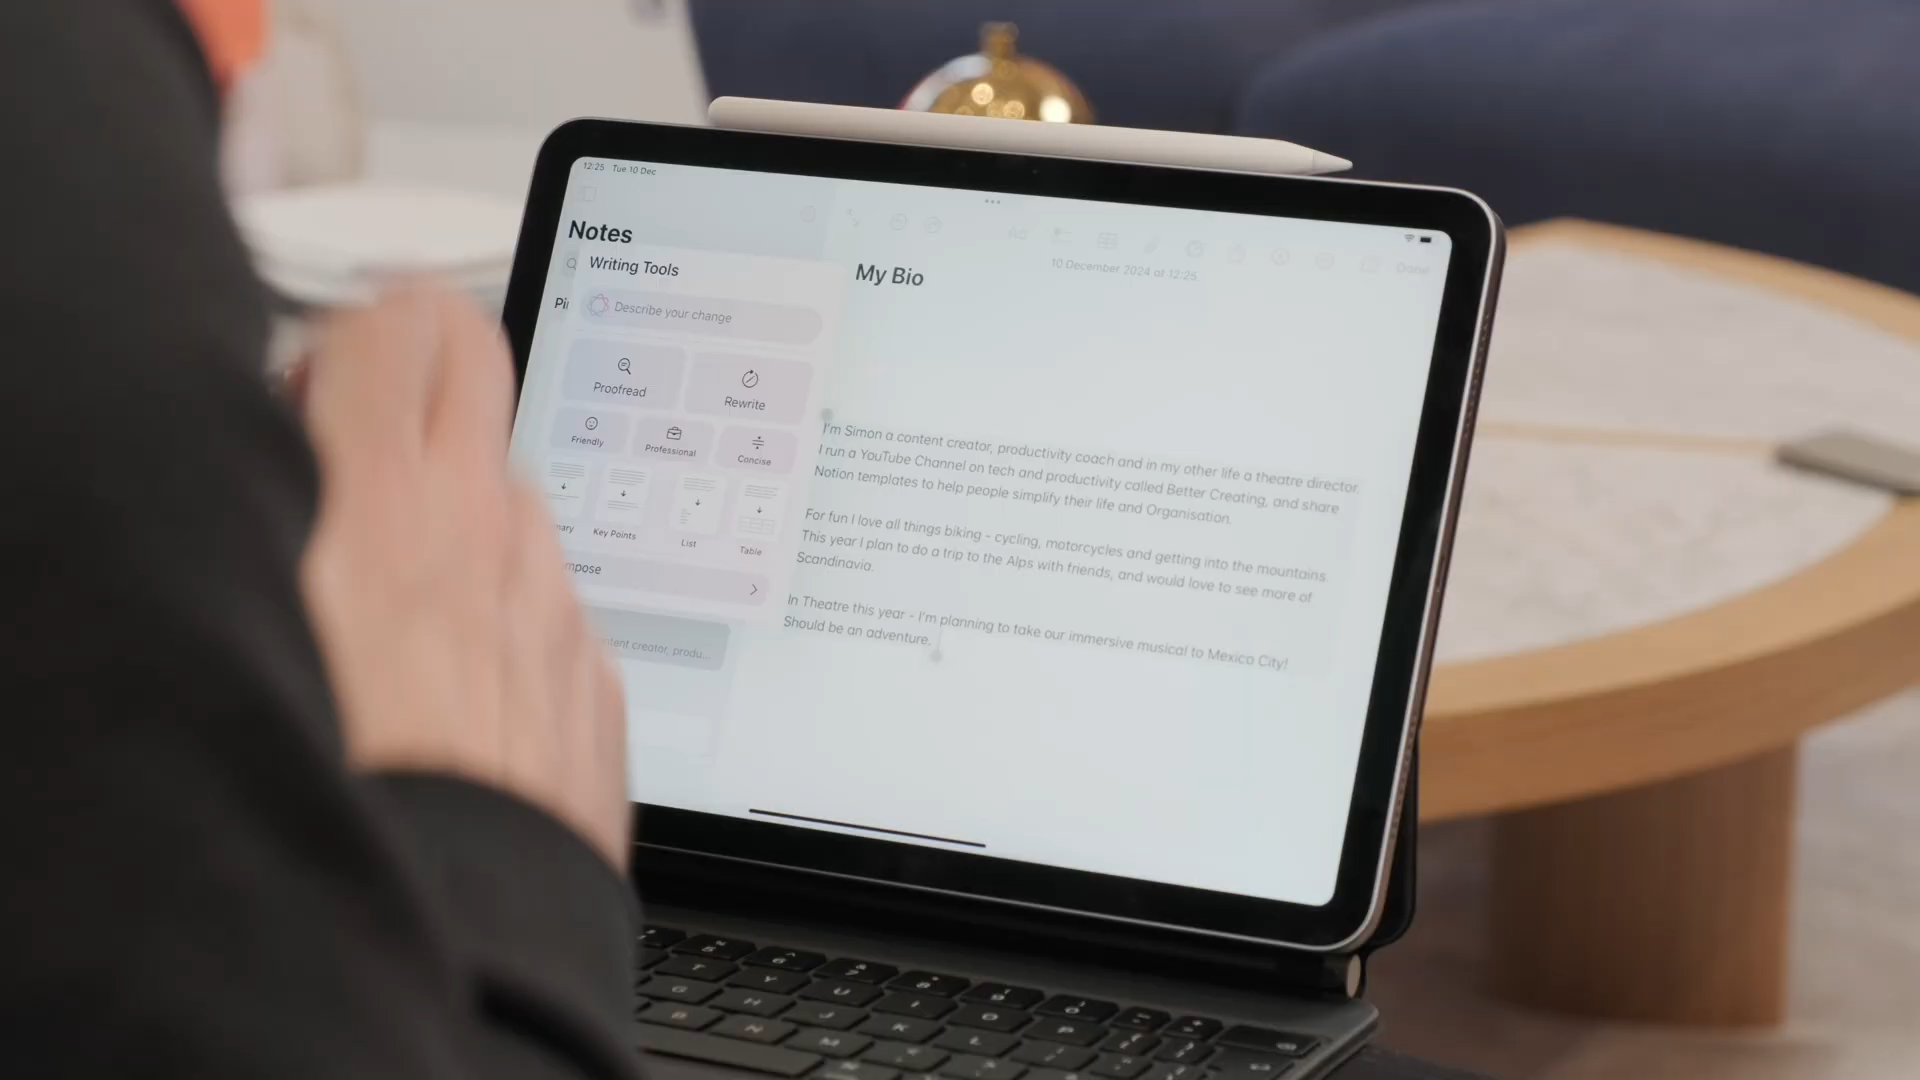 12:25 Tue 10 Dec
Notes
Writing Tools
Describe your change
Proofread
Rewrite
Friendly
Professional
Concise
Key Points
List
Table
My Bio
10 December 2024 at 12:25
Done
I'm Simon a content creator, productivity coach and in my other life a theatre director.
I run a YouTube Channel on tech and productivity called Better Creating, and share
Notion templates to help people simplify their life and Organisation.
For fun I love all things biking - cycling, motorcycles and getting into the mountains.
This year I plan to do a trip to the Alps with friends, and would love to see more of
Scandinavia.
In Theatre this year - I'm planning to take our immersive musical to Mexico City!
Should be an adventure.
creator, produ...
T Y U I O P
G H J K L
B N M